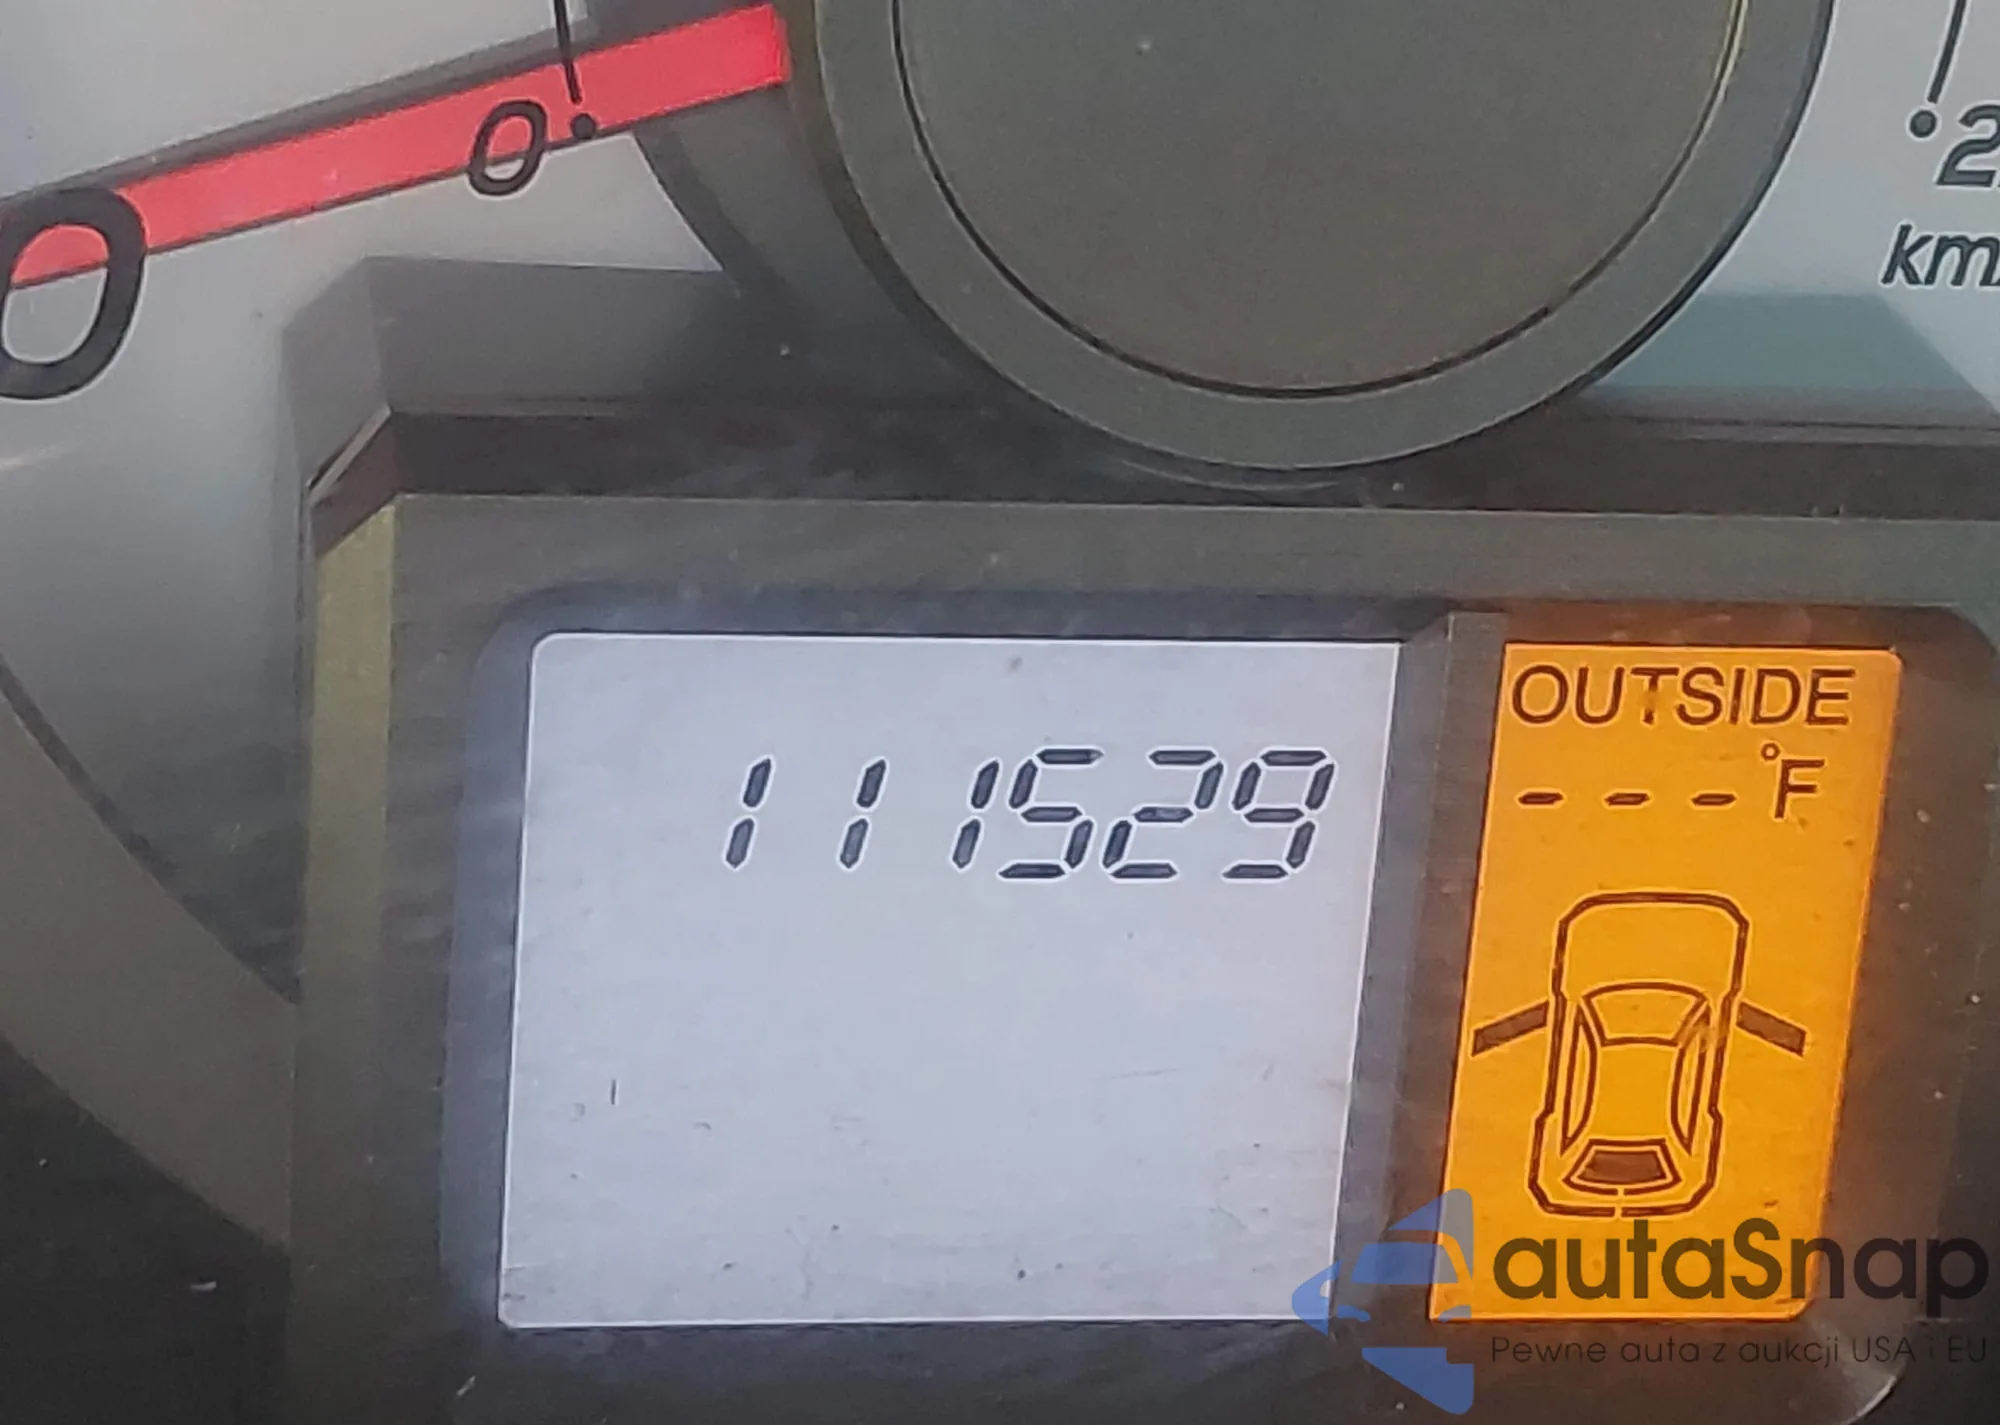 0
0
2
km
111529
OUTSIDE
---°F
autaSnap
Pewne auta z aukcji USA i EU